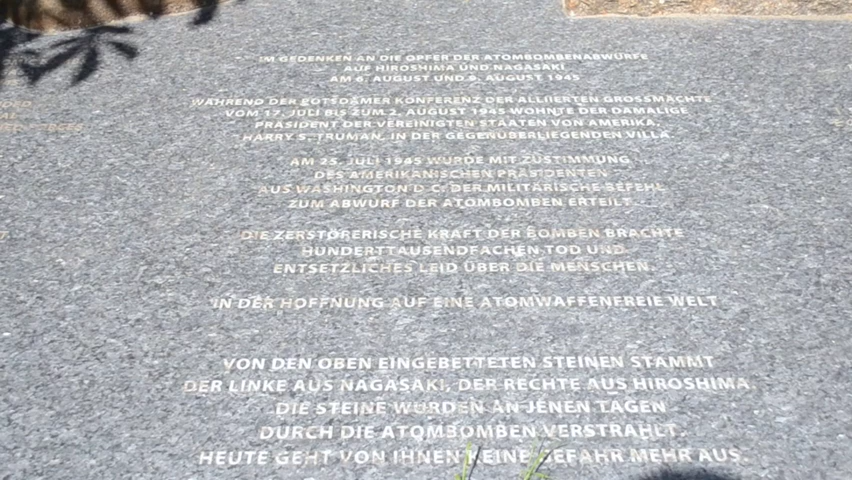 IM GEDENKEN AN DIE OPFER DER ATOMBOMBENABWÜRFE
AUF HIROSHIMA UND NAGASAKI
AM 6. AUGUST UND 9. AUGUST 1945
WÄHREND DER POTSDAMER KONFERENZ DER ALLIIERTEN GROSSMÄCHTE
VOM 17. JULI BIS ZUM 2. AUGUST 1945 WOHNTE DER DAMALIGE
PRÄSIDENT DER VEREINIGTEN STAATEN VON AMERIKA,
HARRY S. TRUMAN, IN DER GEGENÜBERLIEGENDEN VILLA.
AM 25. JULI 1945 WURDE MIT ZUSTIMMUNG
DES AMERIKANISCHEN PRÄSIDENTEN
AUS WASHINGTON D.C. DER MILITÄRISCHE BEFEHL
ZUM ABWURF DER ATOMBOMBEN ERTEILT.
DIE ZERSTÖRERISCHE KRAFT DER BOMBEN BRACHTE
HUNDERTTAUSENDFACHEN TOD UND
ENTSETZLICHES LEID ÜBER DIE MENSCHEN.
IN DER HOFFNUNG AUF EINE ATOMWAFFENFREIE WELT
VON DEN OBEN EINGEBETTETEN STEINEN STAMMT
DER LINKE AUS NAGASAKI, DER RECHTE AUS HIROSHIMA.
DIE STEINE WURDEN AN JENEN TAGEN
DURCH DIE ATOMBOMBEN VERSTRAHLT.
HEUTE GEHT VON IHNEN KEINE GEFAHR MEHR AUS.